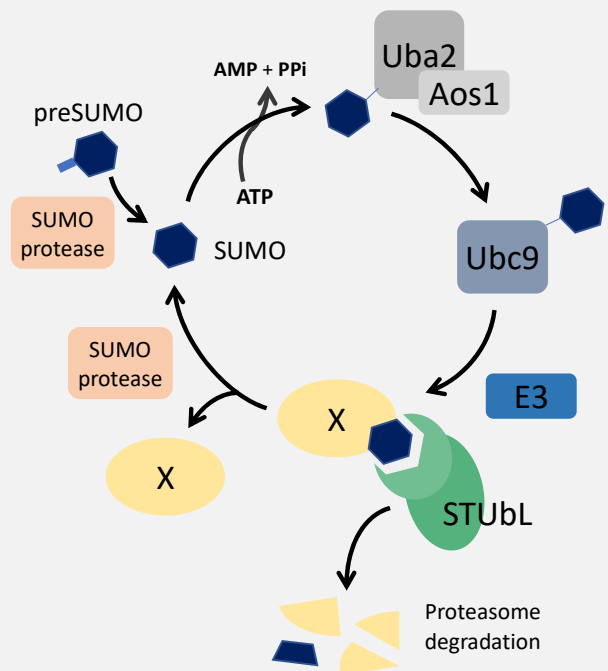 Uba2
Aos1
AMP + PPi
preSUMO
ATP
SUMO
protease
SUMO
Ubc9
SUMO
protease
E3
X
X
STUbL
Proteasome
degradation